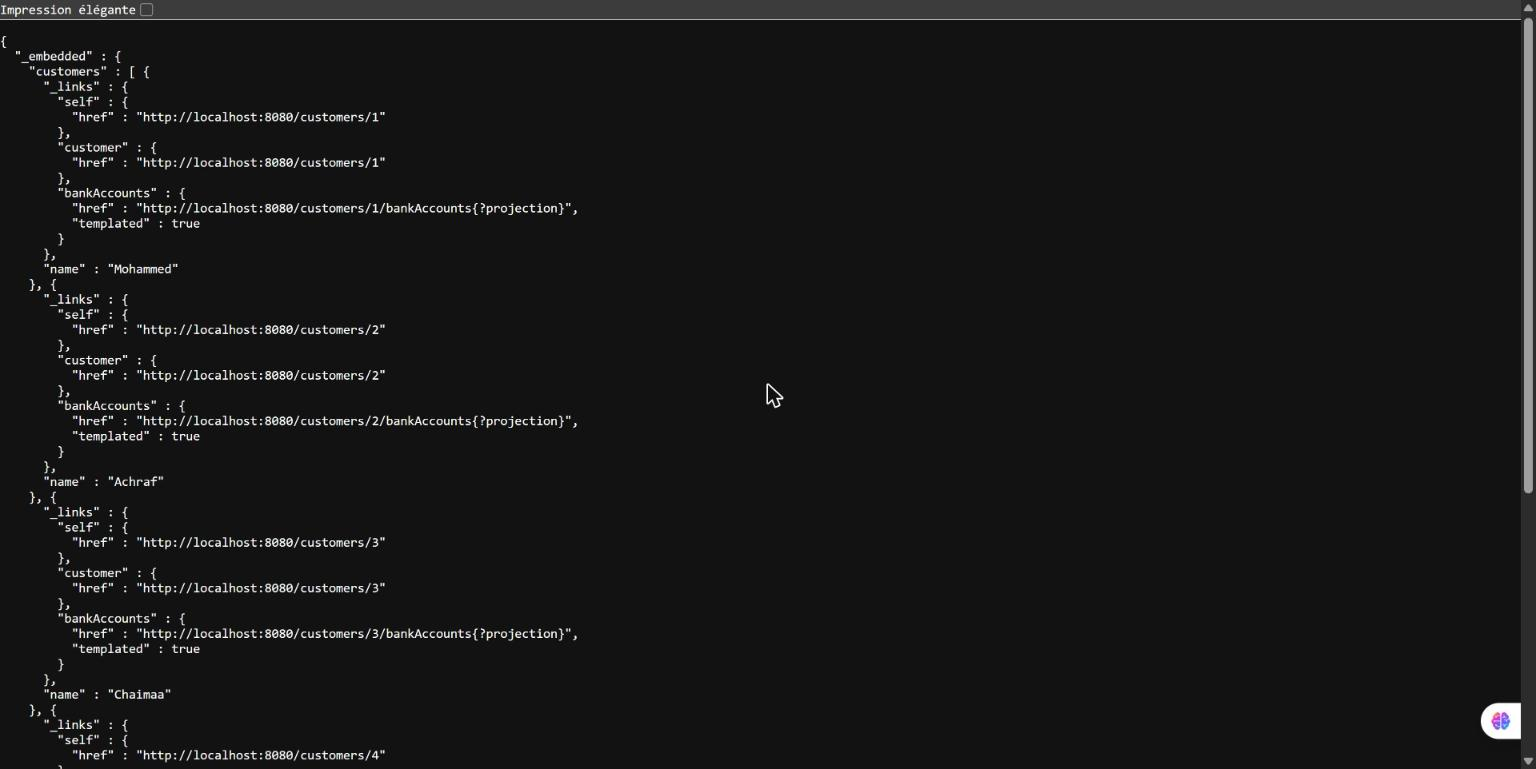 Impression élégante
{
  "_embedded" : {
    "customers" : [ {
      "_links" : {
        "self" : {
          "href" : "http://localhost:8080/customers/1"
        },
        "customer" : {
          "href" : "http://localhost:8080/customers/1"
        },
        "bankAccounts" : {
          "href" : "http://localhost:8080/customers/1/bankAccounts{?projection}",
          "templated" : true
        }
      },
      "name" : "Mohammed"
    }, {
      "_links" : {
        "self" : {
          "href" : "http://localhost:8080/customers/2"
        },
        "customer" : {
          "href" : "http://localhost:8080/customers/2"
        },
        "bankAccounts" : {
          "href" : "http://localhost:8080/customers/2/bankAccounts{?projection}",
          "templated" : true
        }
      },
      "name" : "Achraf"
    }, {
      "_links" : {
        "self" : {
          "href" : "http://localhost:8080/customers/3"
        },
        "customer" : {
          "href" : "http://localhost:8080/customers/3"
        },
        "bankAccounts" : {
          "href" : "http://localhost:8080/customers/3/bankAccounts{?projection}",
          "templated" : true
        }
      },
      "name" : "Chaimaa"
    }, {
      "_links" : {
        "self" : {
          "href" : "http://localhost:8080/customers/4"